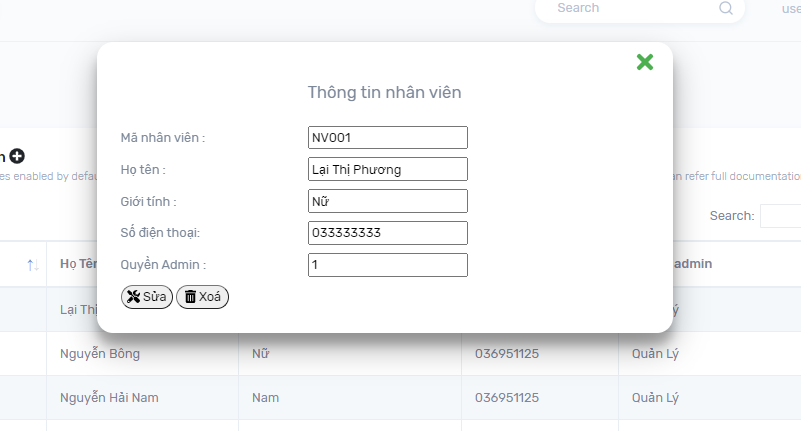 Search
use
Thông tin nhân viên
Mã nhân viên : NV001
es enabled by defau
an refer full documentation
Họ tên : Lại Thị Phương
Giới tính : Nữ
Search:
Số điện thoại: 033333333
Quyền Admin : 1
Họ Tên
admin
Sửa Xoá
Lại Thị
Nguyễn Bông Nữ 036951125 Quản Lý
Nguyễn Hải Nam Nam 036951125 Quản Lý